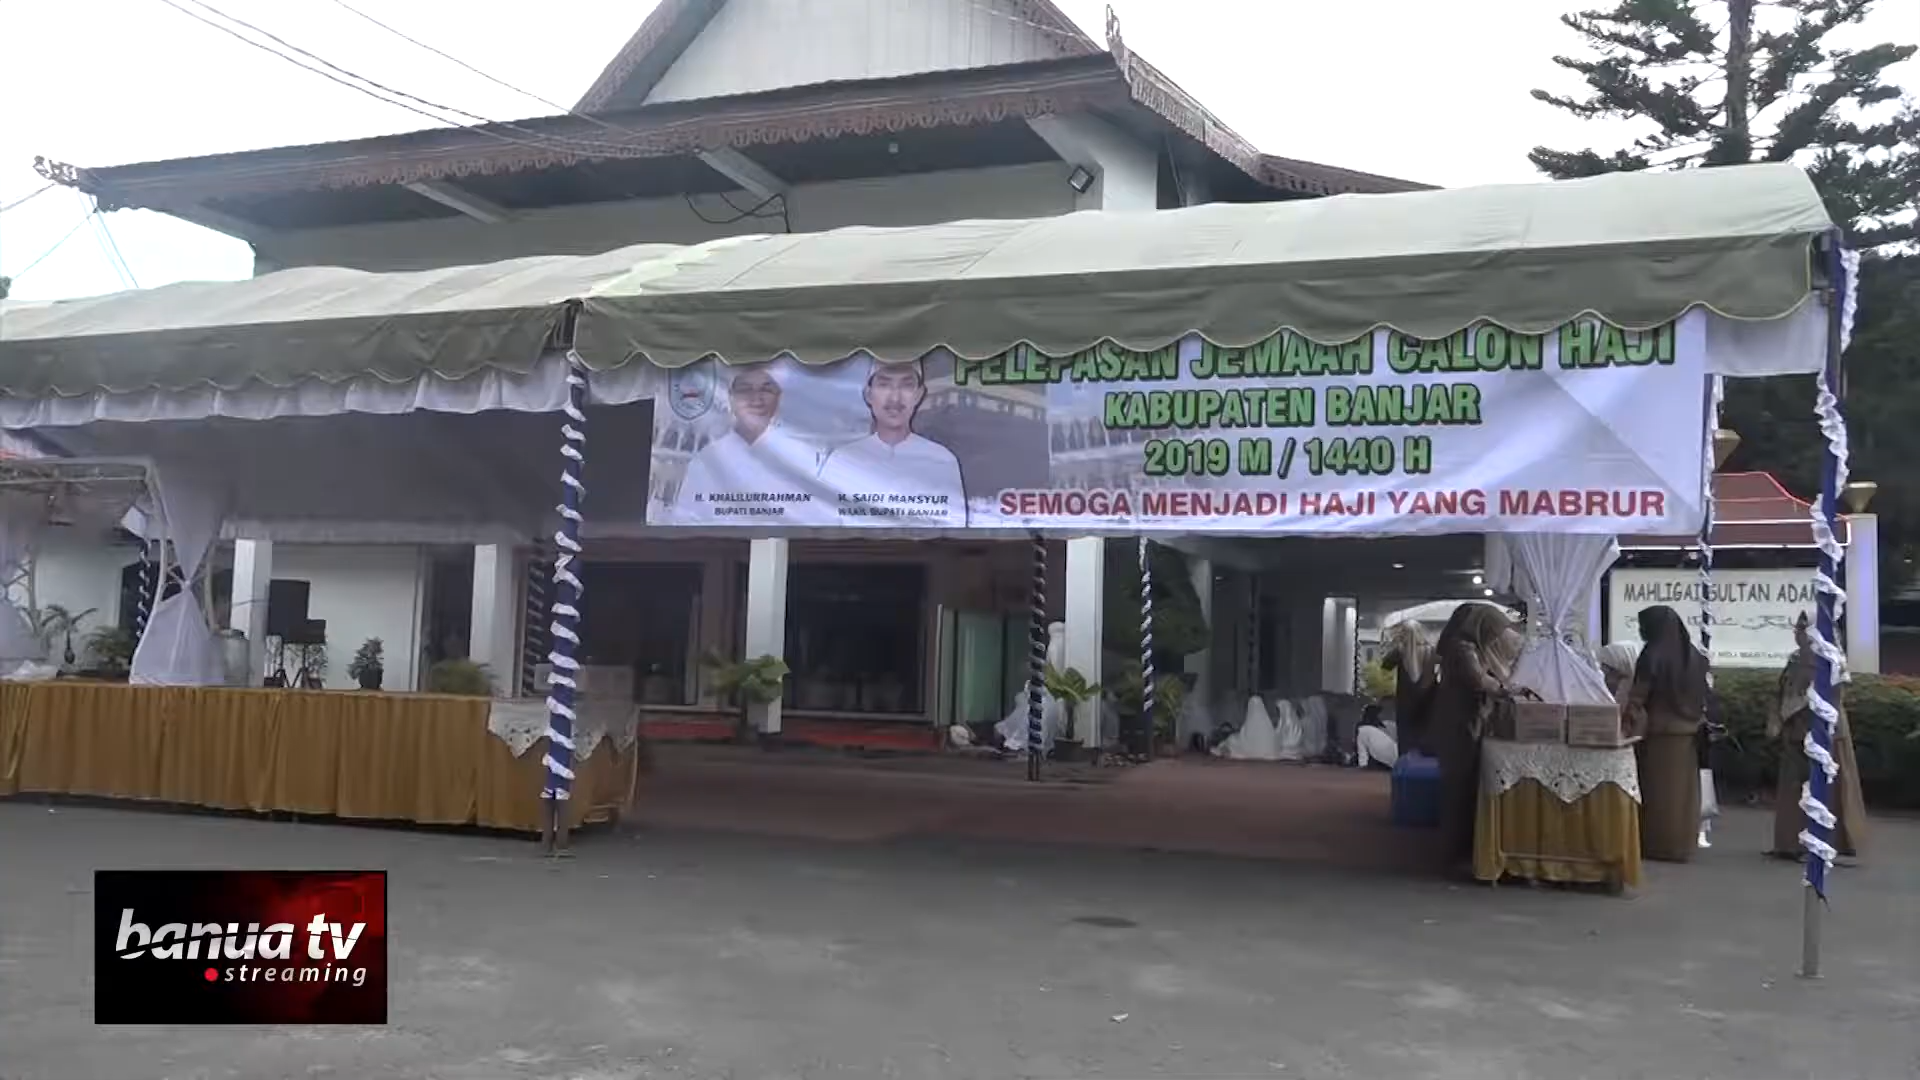 PELEPASAN JEMAAH CALON HAJI
KABUPATEN BANJAR
2019 M / 1440 H
SEMOGA MENJADI HAJI YANG MABRUR
H. KHALILURRAHMAN
BUPATI BANJAR
H. SAIDI MANSYUR
WAKIL BUPATI BANJAR
MAHLIGAI SULTAN ADAM
banua tv
streaming